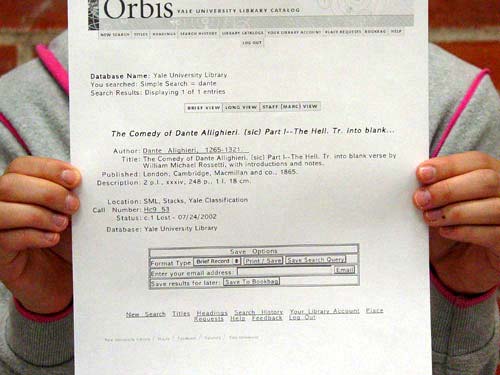 Orbis YALE UNIVERSITY LIBRARY CATALOG
NEW SEARCH TITLES HEADINGS SEARCH HISTORY LIBRARY CATALOGS YOUR LIBRARY ACCOUNT PLACE REQUESTS BOOKBAG HELP
LOG OUT
Database Name: Yale University Library
You searched: Simple Search = dante
Search Results: Displaying 1 of 1 entries
BRIEF VIEW LONG VIEW STAFF (MARC) VIEW
The Comedy of Dante Allighieri. (sic) Part I--The Hell. Tr. into blank...
Author: Dante Alighieri, 1265-1321.
Title: The Comedy of Dante Allighieri. (sic) Part I--The Hell. Tr. into blank verse by
William Michael Rossetti, with introductions and notes.
Published: London, Cambridge, Macmillan and co., 1865.
Description: 2 p.l., xxxiv, 248 p., 1 l. 18 cm.
Location: SML, Stacks, Yale Classification
Call Number: Hc9 53
Status: c.1 Lost - 07/24/2002
Database: Yale University Library
Save Options
Format Type Brief Record Print / Save Save Search Query
Enter your email address: Email
Save results for later: Save To Bookbag
New Search Titles Headings Search History Your Library Account Place
Requests Help Feedback Log Out